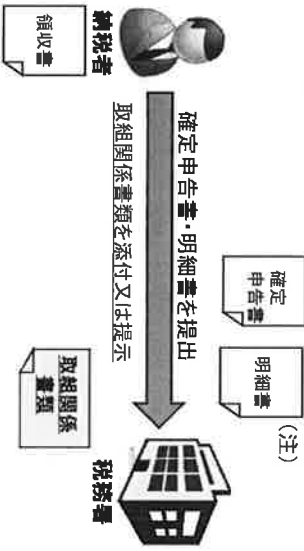 確定
申告書
明細書
(注)
確定申告書・明細書を提出
取組関係書類を添付又は提示
取組関係
書類
納税者
領収書
税務署